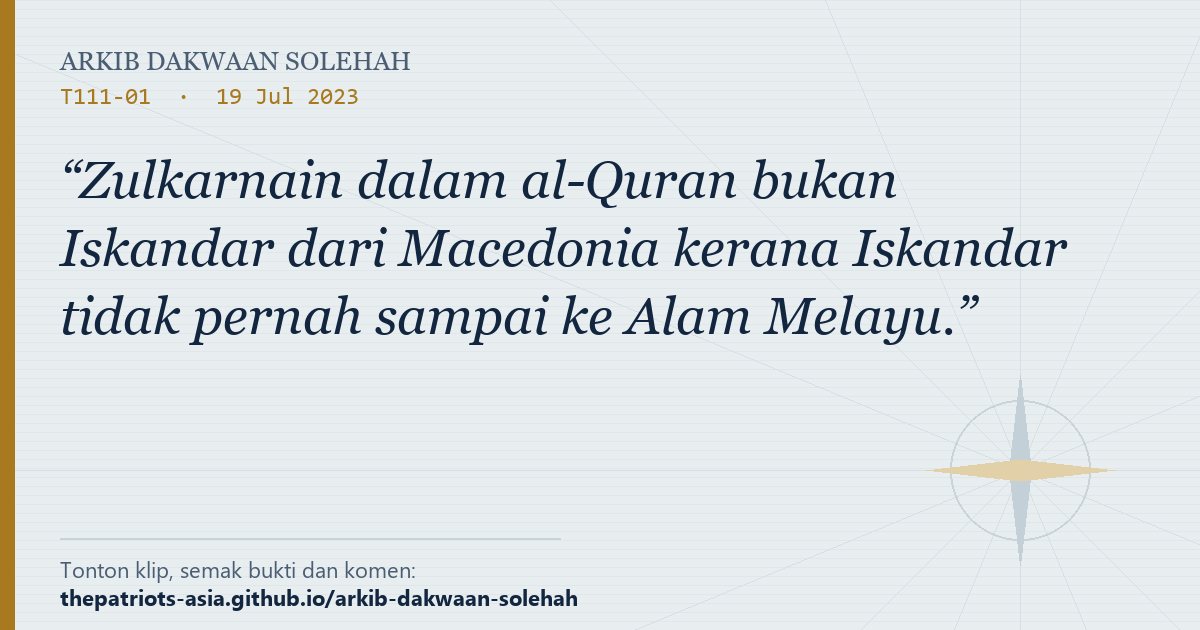 ARKIB DAKWAAN SOLEHAH
T111-01 · 19 Jul 2023
“Zulkarnain dalam al-Quran bukan
Iskandar dari Macedonia kerana Iskandar
tidak pernah sampai ke Alam Melayu.”
Tonton klip, semak bukti dan komen:
thepatriots-asia.github.io/arkib-dakwaan-solehah